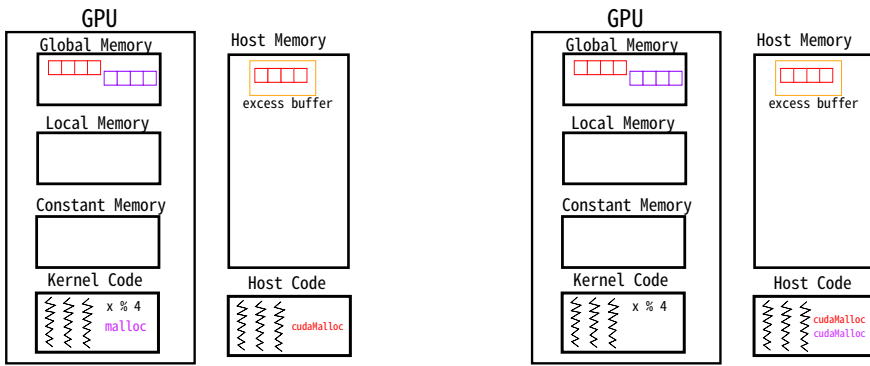 GPU
Global Memory
Host Memory
excess buffer
Local Memory
Constant Memory
Kernel Code
x % 4
malloc
Host Code
cudaMalloc
GPU
Global Memory
Host Memory
excess buffer
Local Memory
Constant Memory
Kernel Code
x % 4
Host Code
cudaMalloc
cudaMalloc